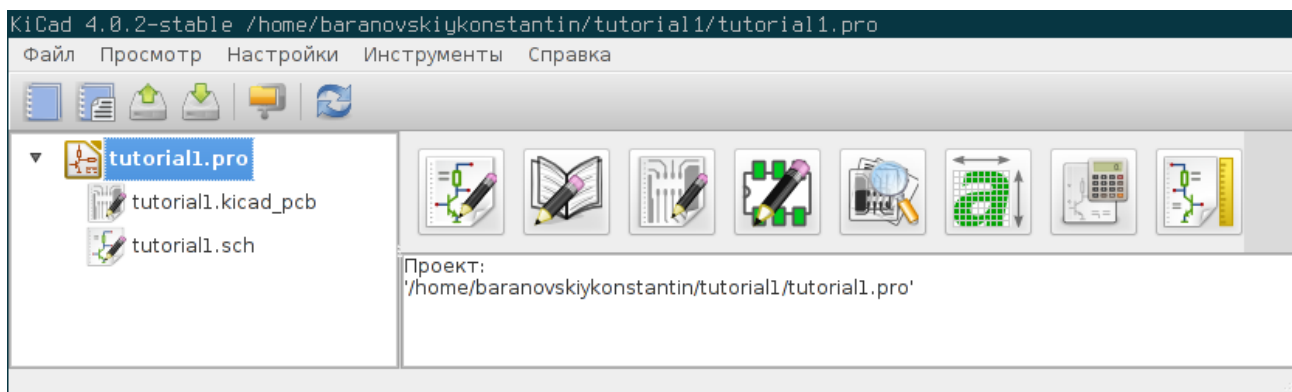 KiCad 4.0.2-stable /home/baranovskiykonstantin/tutorial1/tutorial1.pro
Файл Просмотр Настройки Инструменты Справка
tutorial1.pro
tutorial1.kicad_pcb
tutorial1.sch
Проект:
'/home/baranovskiykonstantin/tutorial1/tutorial1.pro'